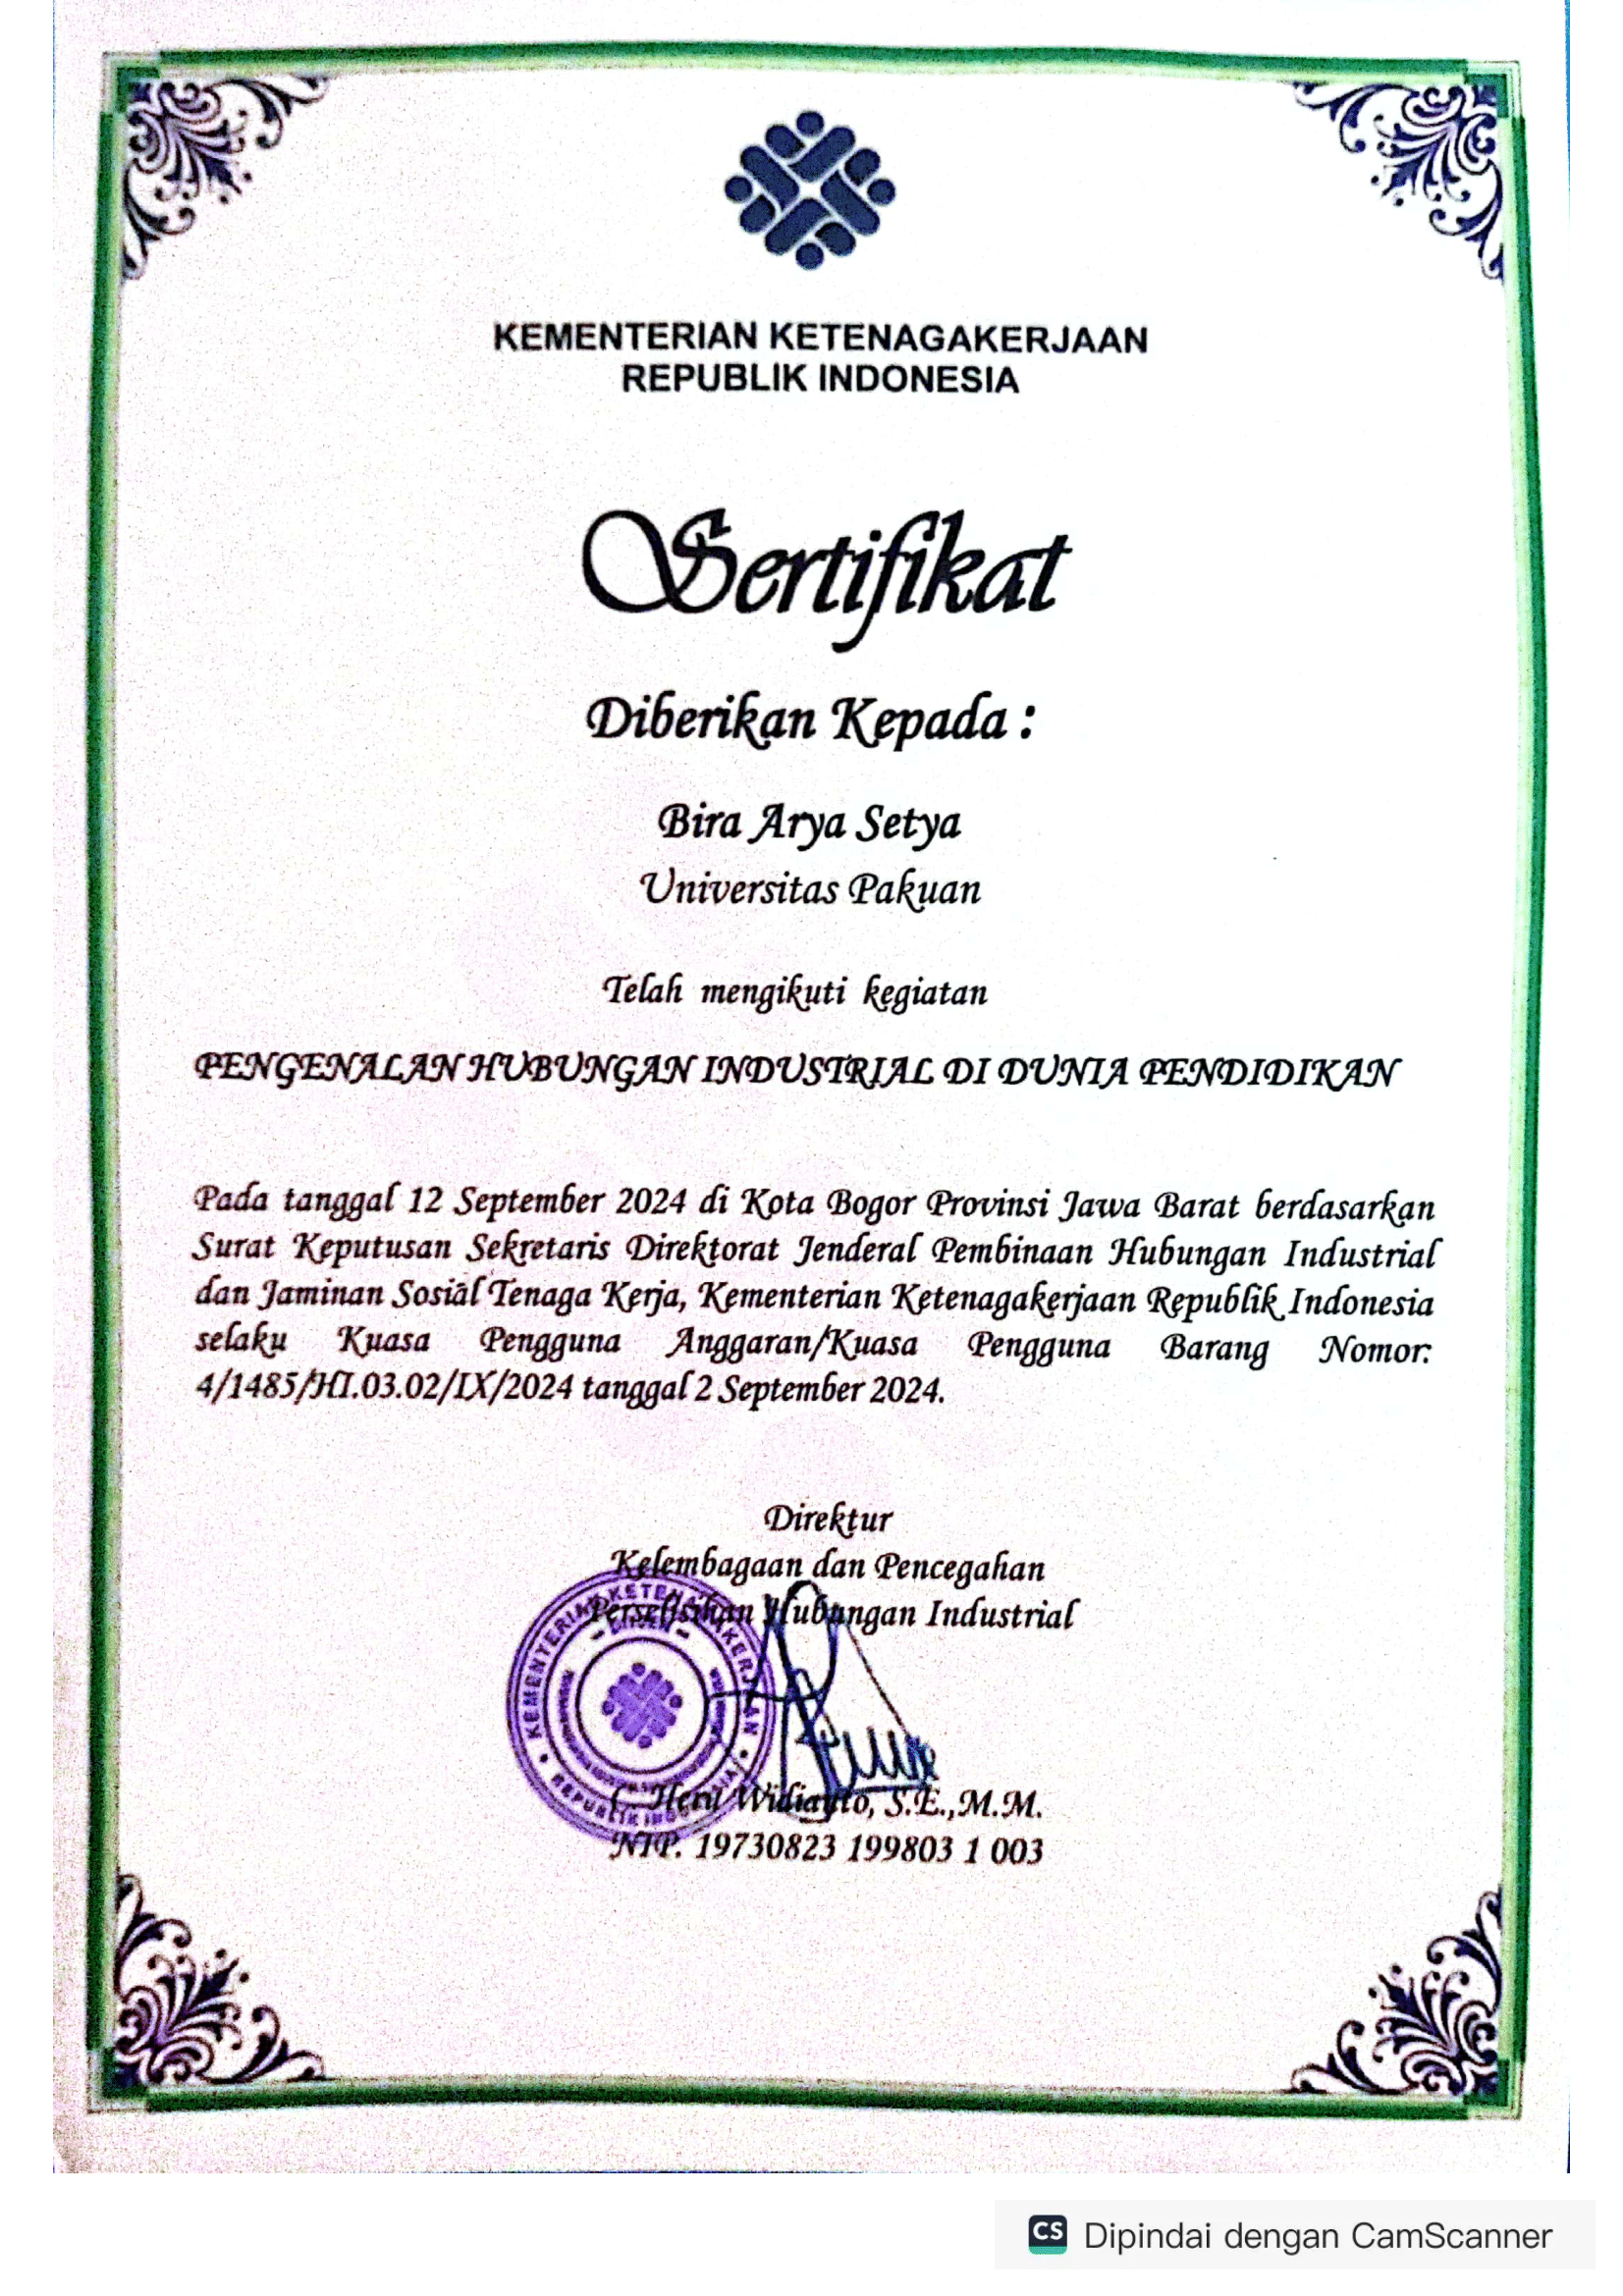 KEMENTERIAN KETENAGAKERJAAN
REPUBLIK INDONESIA
Sertifikat
Diberikan Kepada :
Bira Arya Setya
Universitas Pakuan
Telah mengikuti kegiatan
PENGENALAN HUBUNGAN INDUSTRIAL DI DUNIA PENDIDIKAN
Pada tanggal 12 September 2024 di Kota Bogor Provinsi Jawa Barat berdasarkan
Surat Keputusan Sekretaris Direktorat Jenderal Pembinaan Hubungan Industrial
dan Jaminan Sosial Tenaga Kerja, Kementerian Ketenagakerjaan Republik Indonesia
selaku Kuasa Pengguna Anggaran/Kuasa Pengguna Barang Nomor:
4/1485/HI.03.02/IX/2024 tanggal 2 September 2024.
Direktur
Kelembagaan dan Pencegahan
Perselisihan Hubungan Industrial
KEMENTERIAN KETENAGAKERJAAN
REPUBLIK INDONESIA
Widianto, S.E.,M.M.
NIP. 19730823 199803 1 003
CS Dipindai dengan CamScanner